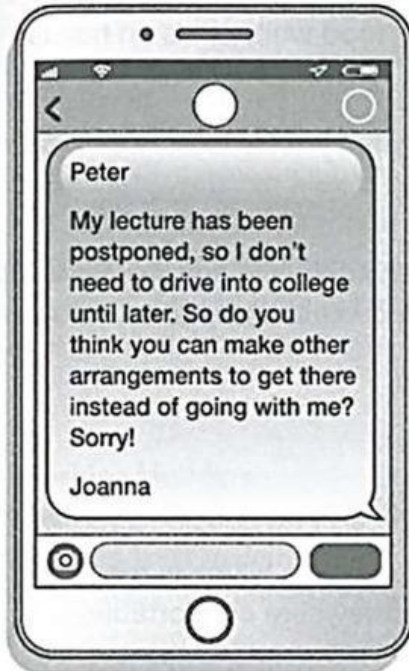 Peter
My lecture has been
postponed, so I don't
need to drive into college
until later. So do you
think you can make other
arrangements to get there
instead of going with me?
Sorry!
Joanna